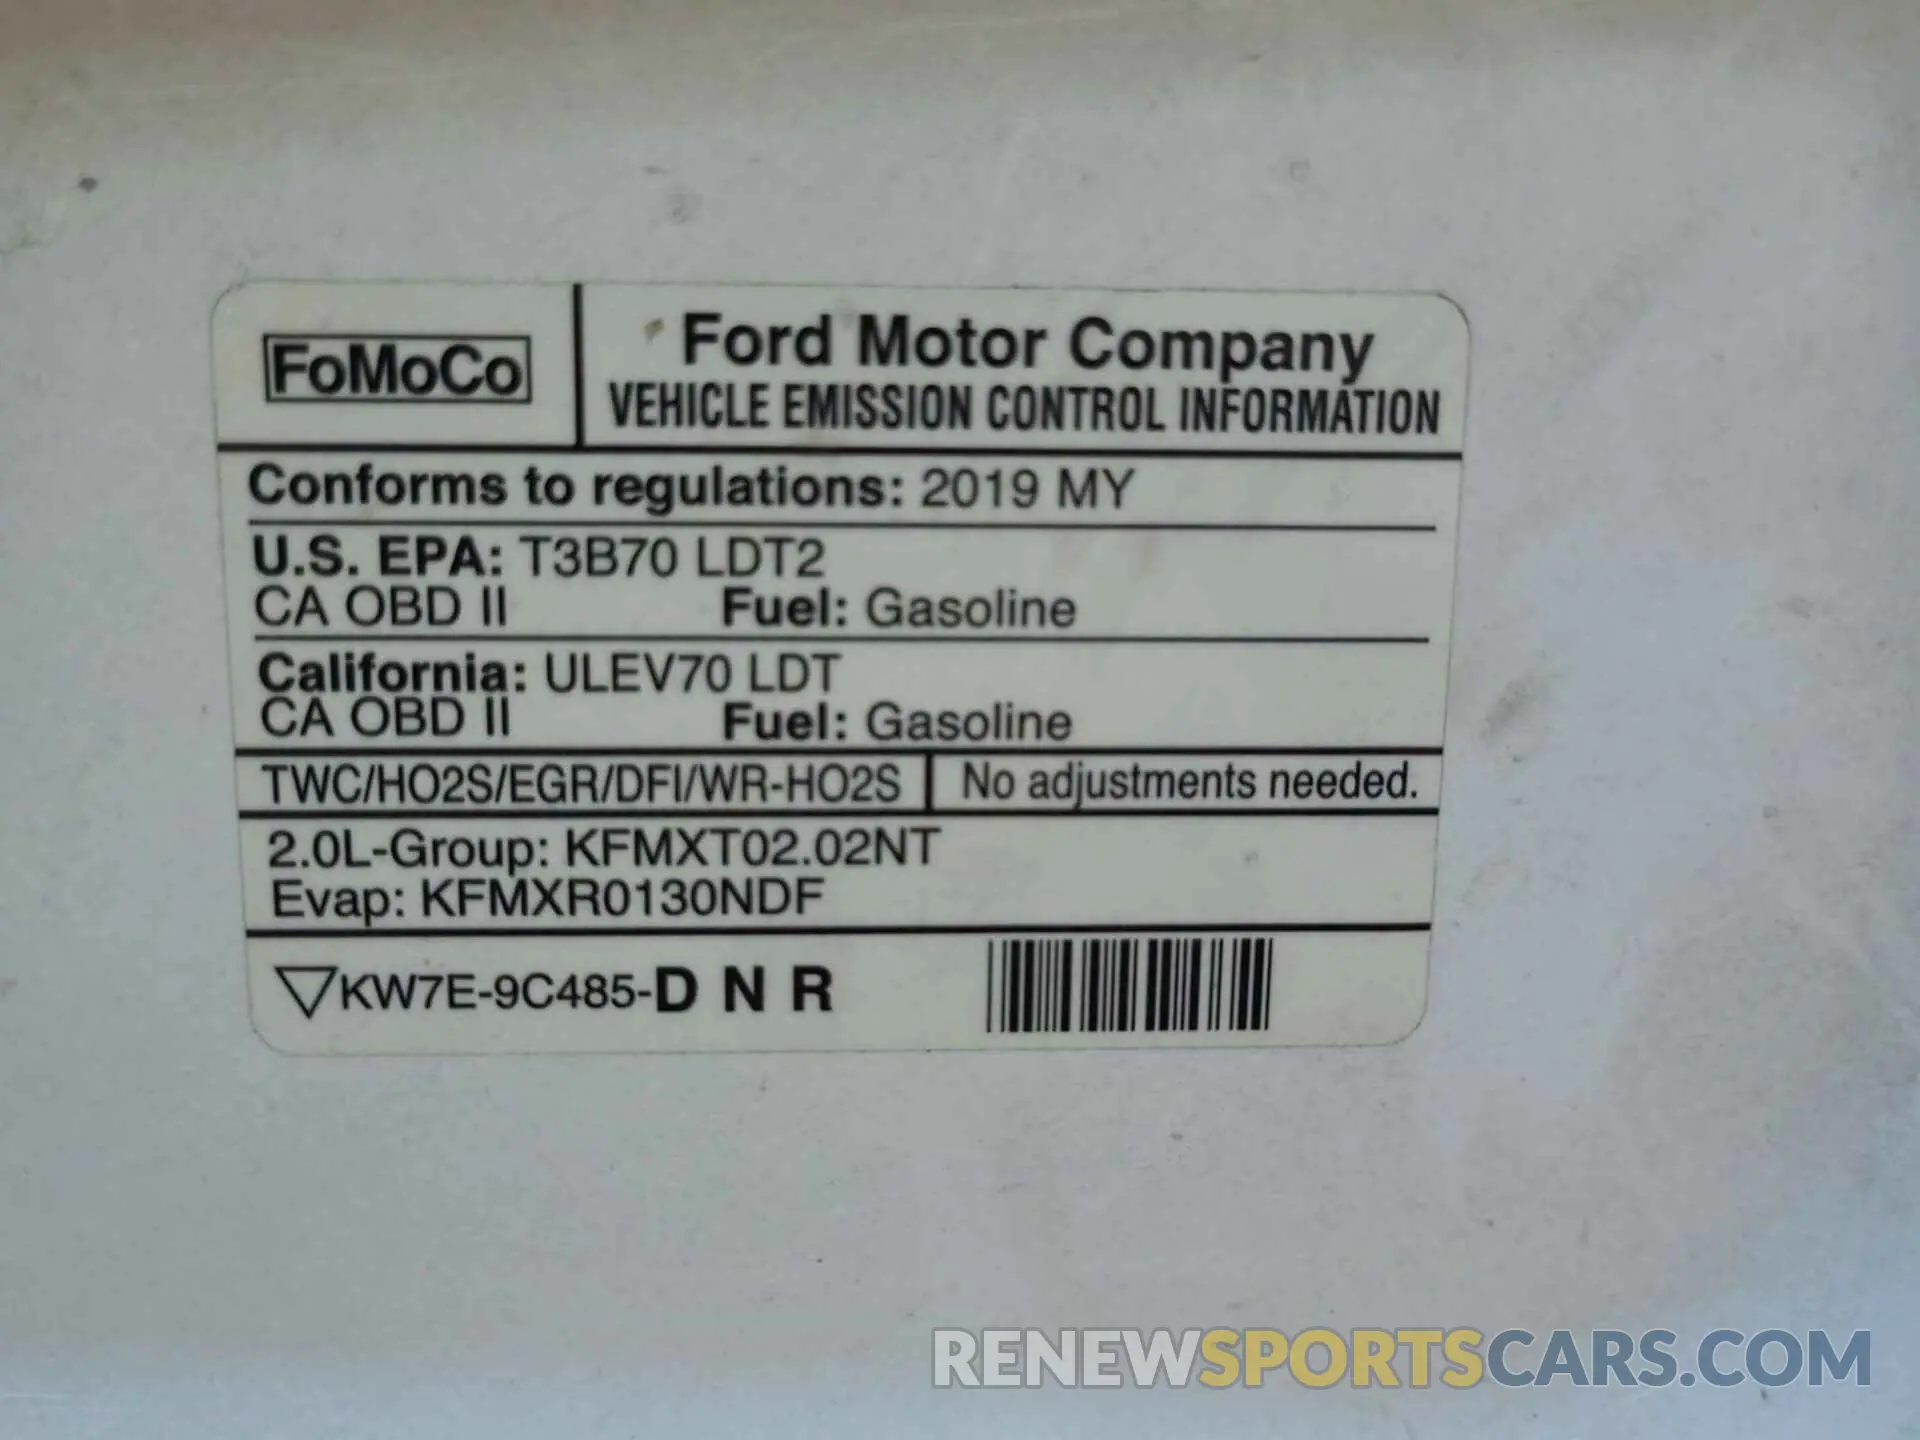 FoMoCo
Ford Motor Company
VEHICLE EMISSION CONTROL INFORMATION
Conforms to regulations: 2019 MY
U.S. EPA: T3B70 LDT2
CA OBD II Fuel: Gasoline
California: ULEV70 LDT
CA OBD II Fuel: Gasoline
TWC/HO2S/EGR/DFI/WR-HO2S No adjustments needed.
2.0L-Group: KFMXT02.02NT
Evap: KFMXR0130NDF
KW7E-9C485-D N R
RENEWSPORTSCARS.COM